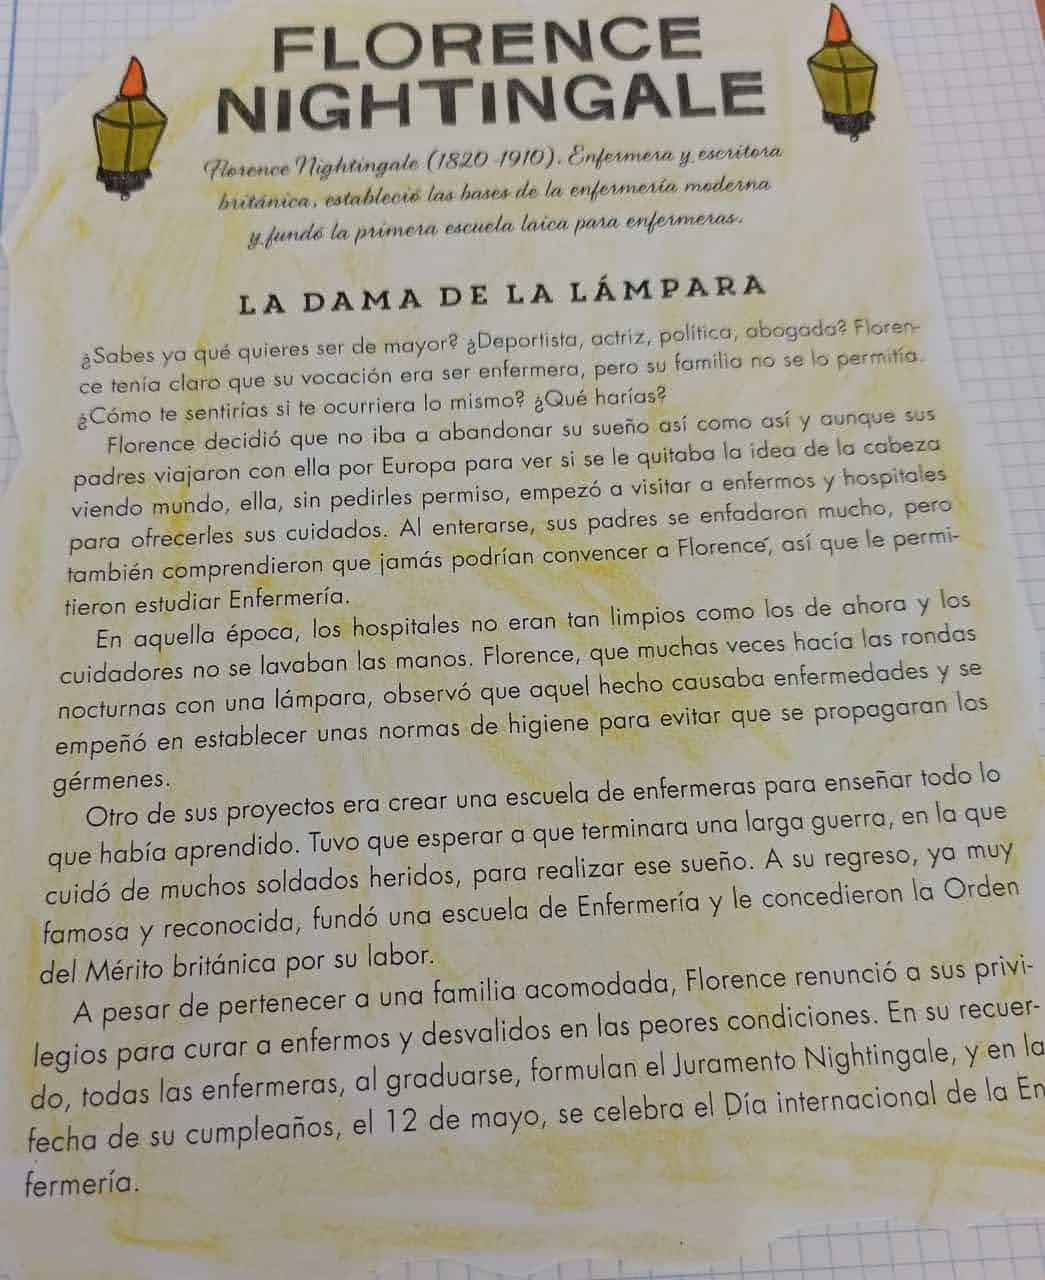 FLORENCE
NIGHTINGALE
Florence Nightingale (1820-1910). Enfermera y escritora
británica, estableció las bases de la enfermería moderna
y fundó la primera escuela laica para enfermeras.
LA DAMA DE LA LÁMPARA
¿Sabes ya qué quieres ser de mayor? ¿Deportista, actriz, política, abogada? Floren-
ce tenía claro que su vocación era ser enfermera, pero su familia no se lo permitía.
¿Cómo te sentirías si te ocurriera lo mismo? ¿Qué harías?
Florence decidió que no iba a abandonar su sueño así como así y aunque sus
padres viajaron con ella por Europa para ver si se le quitaba la idea de la cabeza
viendo mundo, ella, sin pedirles permiso, empezó a visitar a enfermos y hospitales
para ofrecerles sus cuidados. Al enterarse, sus padres se enfadaron mucho, pero
también comprendieron que jamás podrían convencer a Florence, así que le permi-
tieron estudiar Enfermería.
En aquella época, los hospitales no eran tan limpios como los de ahora y los
cuidadores no se lavaban las manos. Florence, que muchas veces hacía las rondas
nocturnas con una lámpara, observó que aquel hecho causaba enfermedades y se
empeñó en establecer unas normas de higiene para evitar que se propagaran los
gérmenes.
Otro de sus proyectos era crear una escuela de enfermeras para enseñar todo lo
que había aprendido. Tuvo que esperar a que terminara una larga guerra, en la que
cuidó de muchos soldados heridos, para realizar ese sueño. A su regreso, ya muy
famosa y reconocida, fundó una escuela de Enfermería y le concedieron la Orden
del Mérito británica por su labor.
A pesar de pertenecer a una familia acomodada, Florence renunció a sus privi-
legios para curar a enfermos y desvalidos en las peores condiciones. En su recuer-
do, todas las enfermeras, al graduarse, formulan el Juramento Nightingale, y en la
fecha de su cumpleaños, el 12 de mayo, se celebra el Día internacional de la En
fermería.